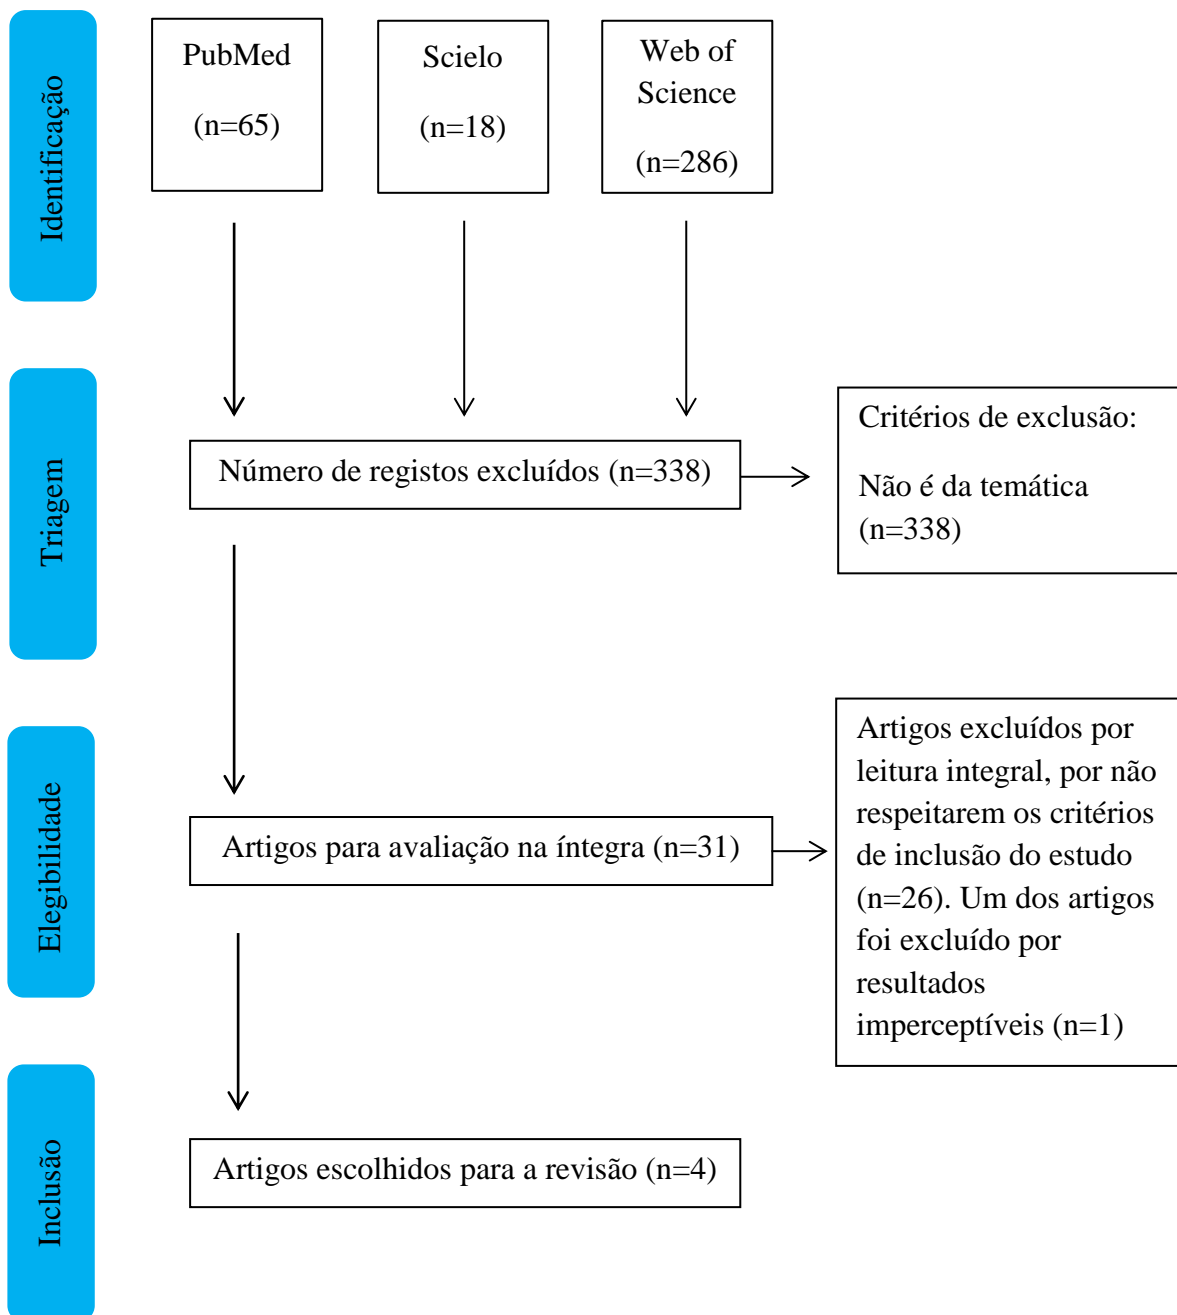 Identificação
PubMed
(n=65)
Scielo
(n=18)
Web of
Science
(n=286)
Triagem
Número de registos excluídos (n=338)
Critérios de exclusão:
Não é da temática
(n=338)
Elegibilidade
Artigos para avaliação na íntegra (n=31)
Artigos excluídos por
leitura integral, por não
respeitarem os critérios
de inclusão do estudo
(n=26). Um dos artigos
foi excluído por
resultados
imperceptíveis (n=1)
Inclusão
Artigos escolhidos para a revisão (n=4)